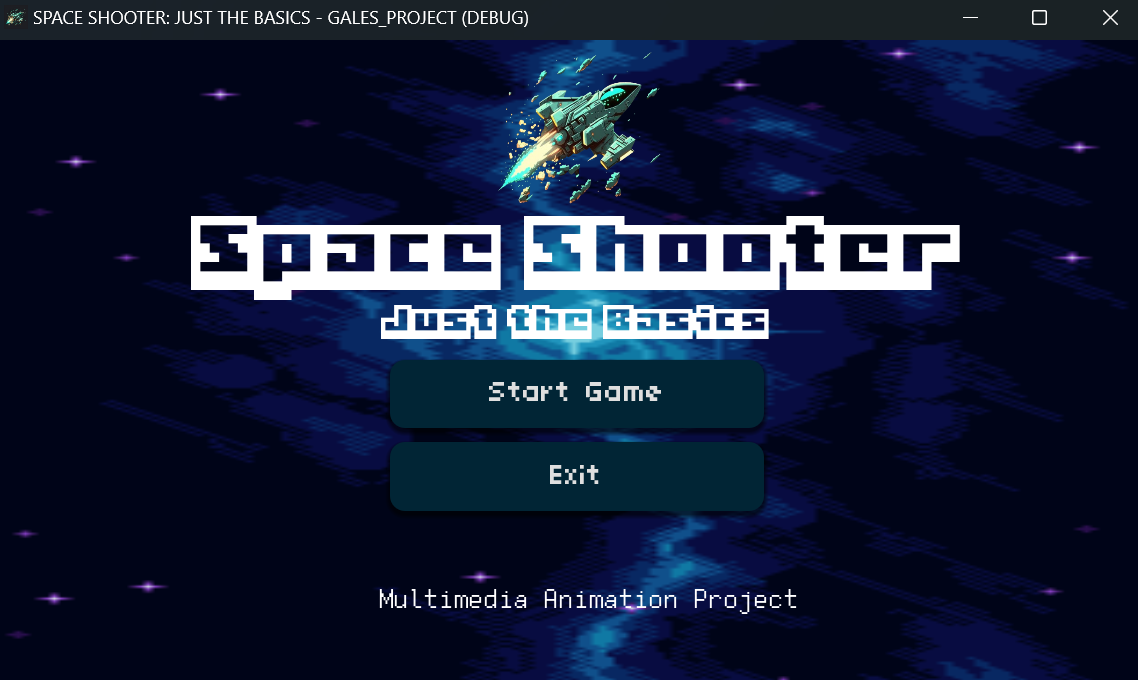 SPACE SHOOTER: JUST THE BASICS - GALES_PROJECT (DEBUG)
Space Shooter
Just the Basics
Start Game
Exit
Multimedia Animation Project